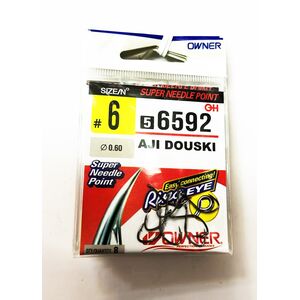 OWNER
SUPER NEEDLE POINT
SIZE/Nº
#6
5 6592
∅ 0.60
AJI DOUSKI
Super Needle Point
Easy connecting!
Ring EYE
OWNER